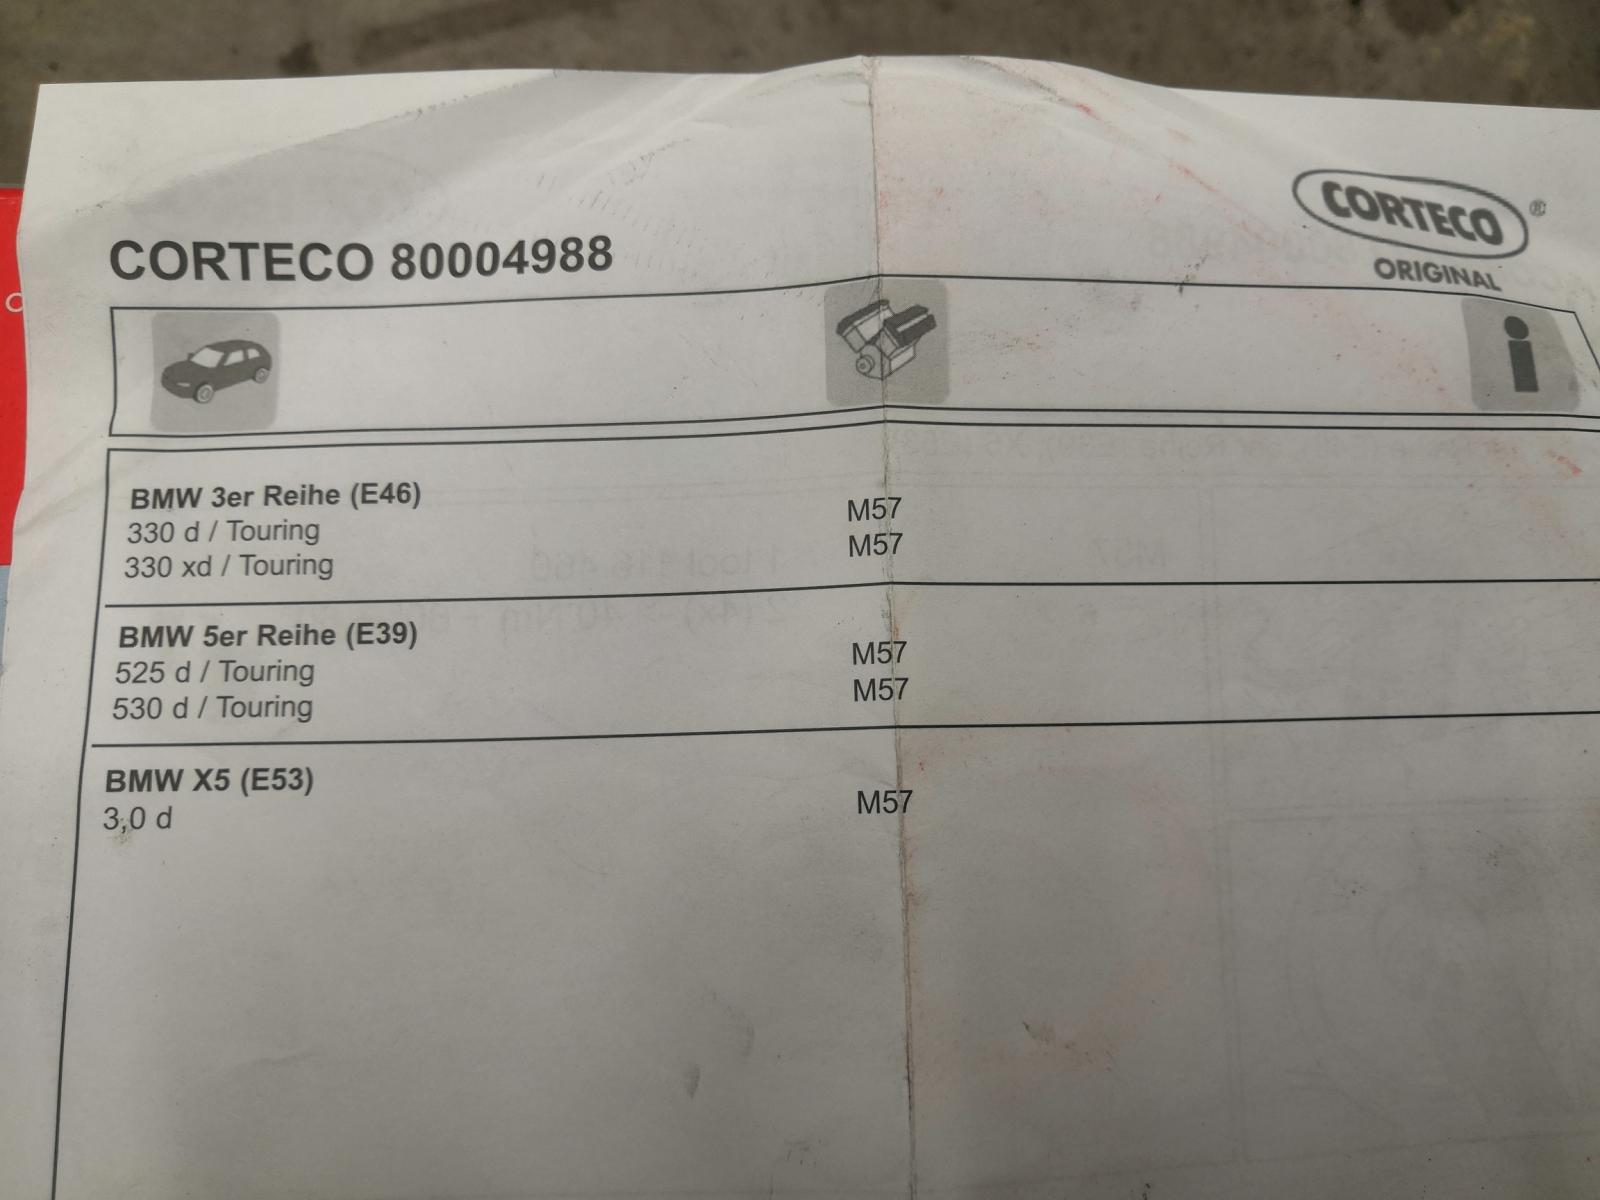 CORTECO
®
ORIGINAL
CORTECO 80004988
BMW 3er Reihe (E46)
330 d / Touring M57
330 xd / Touring M57
BMW 5er Reihe (E39)
525 d / Touring M57
530 d / Touring M57
BMW X5 (E53)
3,0 d M57